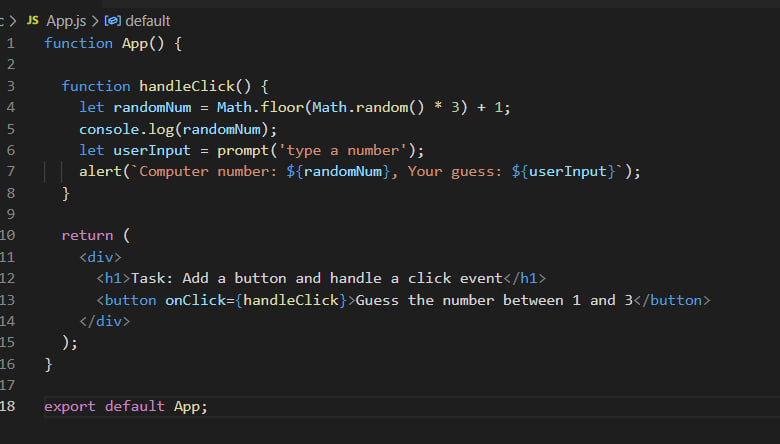 c > JS App.js > default
1 function App() {
2
3   function handleClick() {
4     let randomNum = Math.floor(Math.random() * 3) + 1;
5     console.log(randomNum);
6     let userInput = prompt('type a number');
7     alert(`Computer number: ${randomNum}, Your guess: ${userInput}`);
8   }
9
10   return (
11     <div>
12       <h1>Task: Add a button and handle a click event</h1>
13       <button onClick={handleClick}>Guess the number between 1 and 3</button>
14     </div>
15   );
16 }
17
18 export default App;